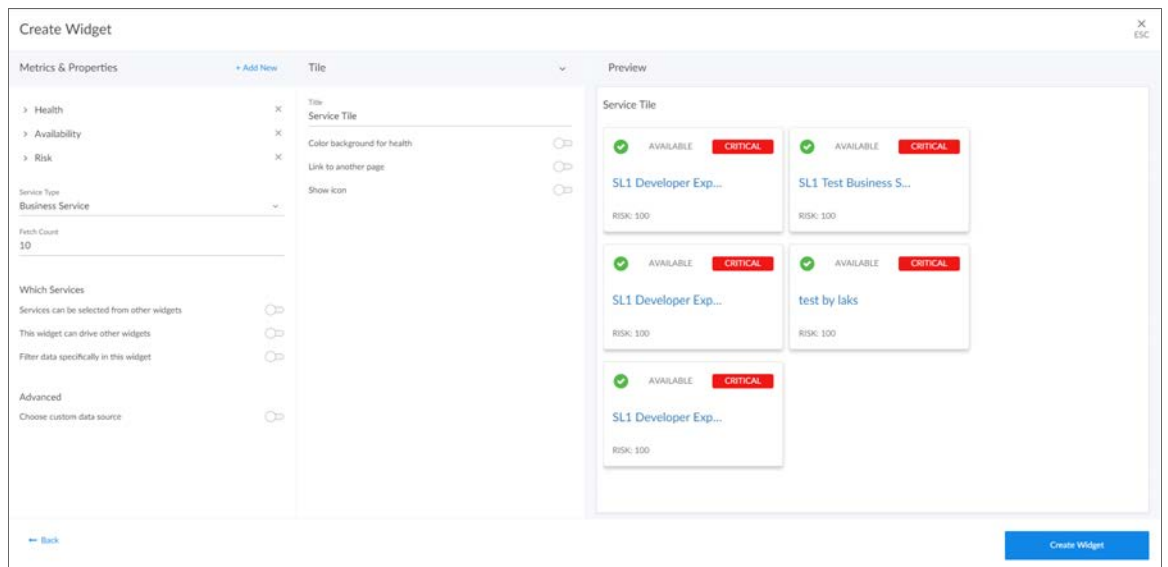 Create Widget
ESC
Metrics & Properties
+ Add New
Health
Availability
Risk
Service Type
Business Service
Fetch Count
10
Which Services
Services can be selected from other widgets
This widget can drive other widgets
Filter data specifically in this widget
Advanced
Choose custom data source
Tile
Title
Service Tile
Color background for health
Link to another page
Show icon
Preview
Service Tile
AVAILABLE CRITICAL
SL1 Developer Exp...
RISK: 100
AVAILABLE CRITICAL
SL1 Test Business S...
RISK: 100
AVAILABLE CRITICAL
SL1 Developer Exp...
RISK: 100
AVAILABLE CRITICAL
test by laks
RISK: 100
AVAILABLE CRITICAL
SL1 Developer Exp...
RISK: 100
Back
Create Widget